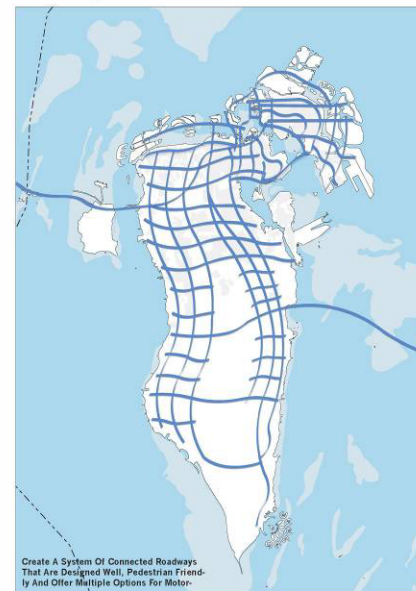 Create A System Of Connected Roadways
That Are Designed Well, Pedestrian Friend-
ly And Offer Multiple Options For Motor-